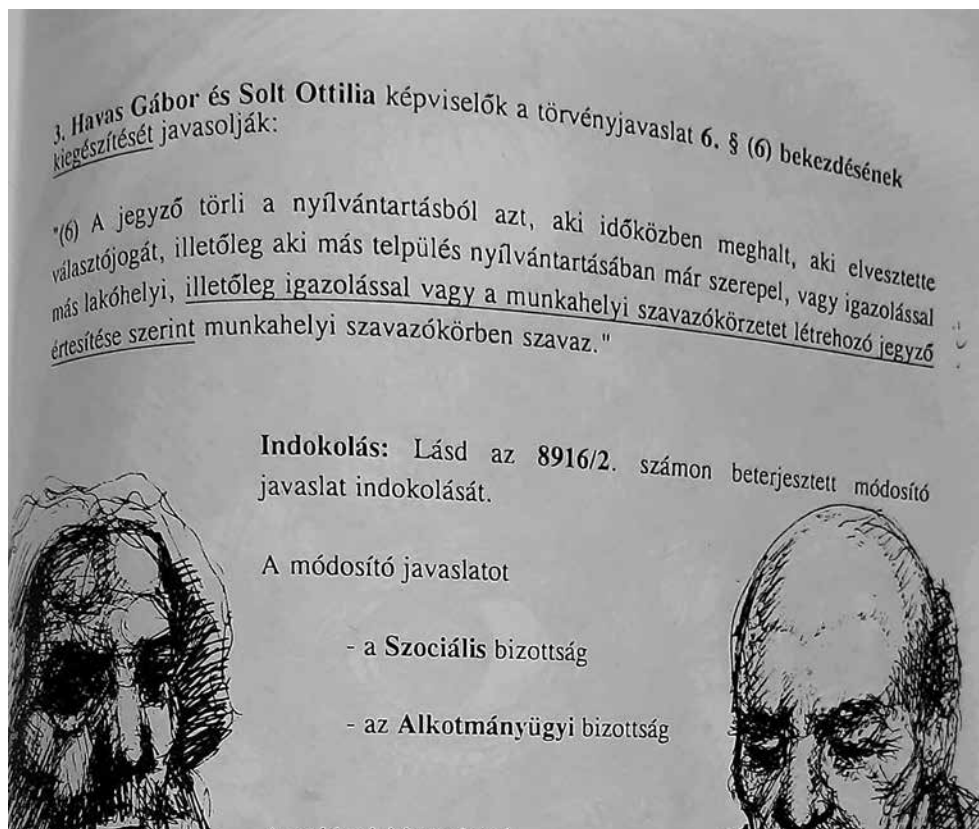 3. Havas Gábor és Solt Ottilia képviselők a törvényjavaslat 6. § (6) bekezdésének
kiegészítését javasolják:
"(6) A jegyző törli a nyílvántartásból azt, aki időközben meghalt, aki elvesztette
választójogát, illetőleg aki más település nyílvántartásában már szerepel, vagy igazolással
más lakóhelyi, illetőleg igazolással vagy a munkahelyi szavazókörzetet létrehozó jegyző
értesítése szerint munkahelyi szavazókörben szavaz."
Indokolás: Lásd az 8916/2. számon beterjesztett módosító
javaslat indokolását.
A módosító javaslatot
- a Szociális bizottság
- az Alkotmányügyi bizottság